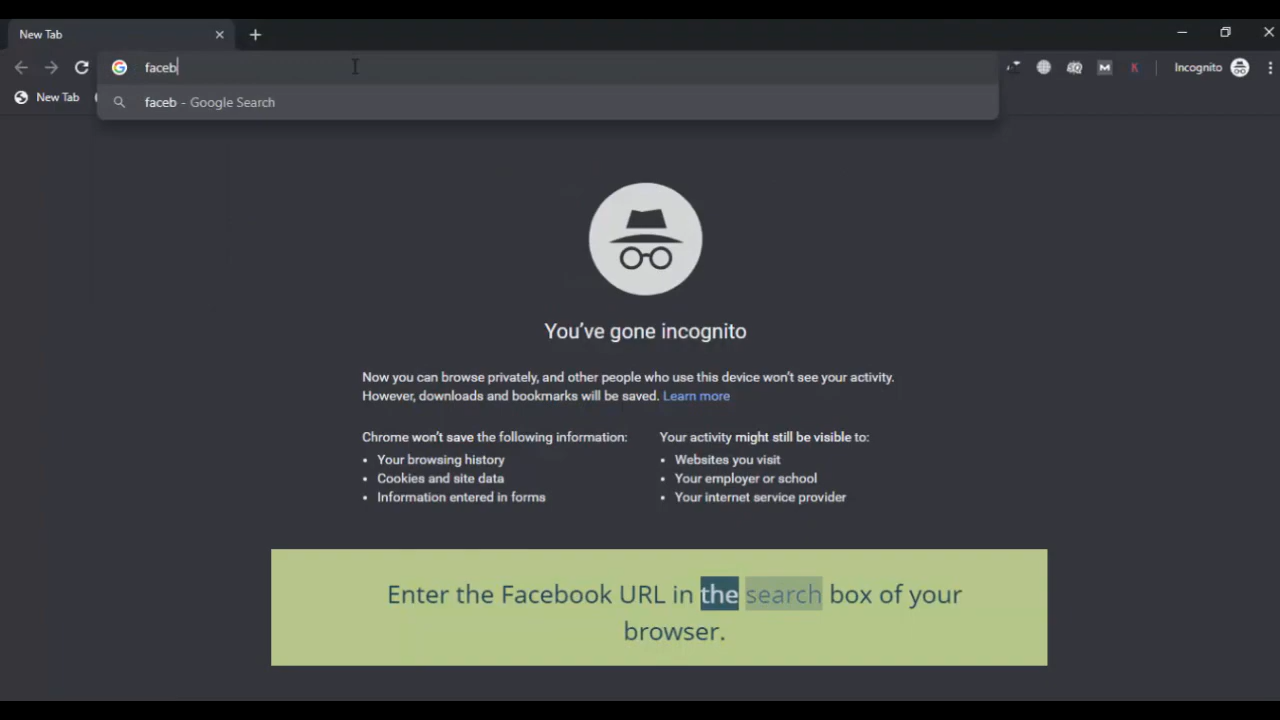 New Tab
faceb
Incognito
New Tab
faceb - Google Search
You've gone incognito
Now you can browse privately, and other people who use this device won't see your activity.
However, downloads and bookmarks will be saved. Learn more
Chrome won't save the following information:
• Your browsing history
• Cookies and site data
• Information entered in forms
Your activity might still be visible to:
• Websites you visit
• Your employer or school
• Your internet service provider
Enter the Facebook URL in the search box of your
browser.